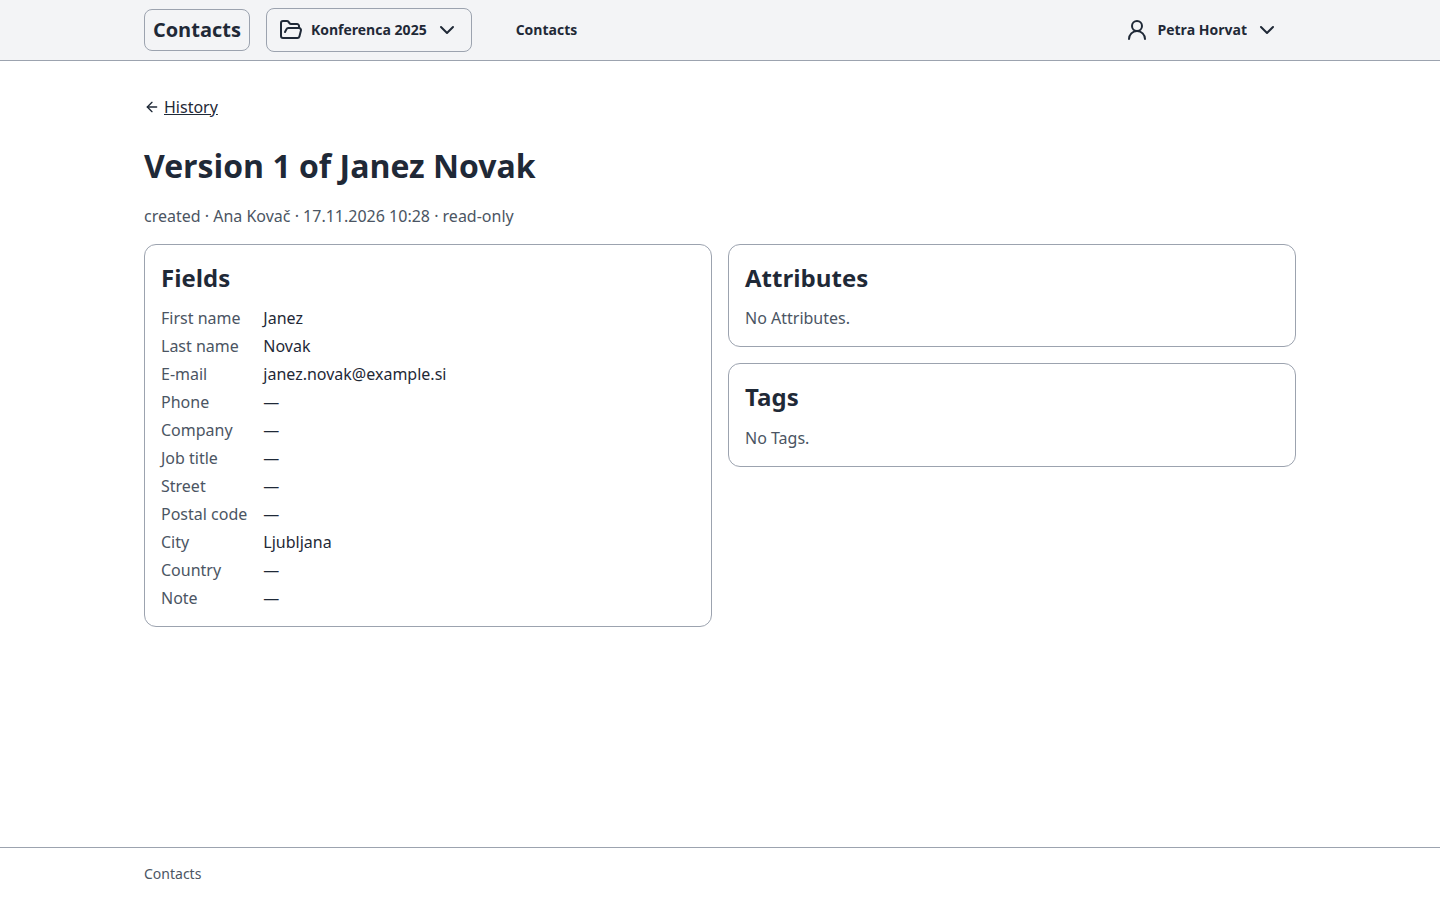 Contacts
Konferenca 2025
Contacts
Petra Horvat
← History
Version 1 of Janez Novak
created · Ana Kovač · 17.11.2026 10:28 · read-only
Fields
First name Janez
Last name Novak
E-mail janez.novak@example.si
Phone —
Company —
Job title —
Street —
Postal code —
City Ljubljana
Country —
Note —
Attributes
No Attributes.
Tags
No Tags.
Contacts